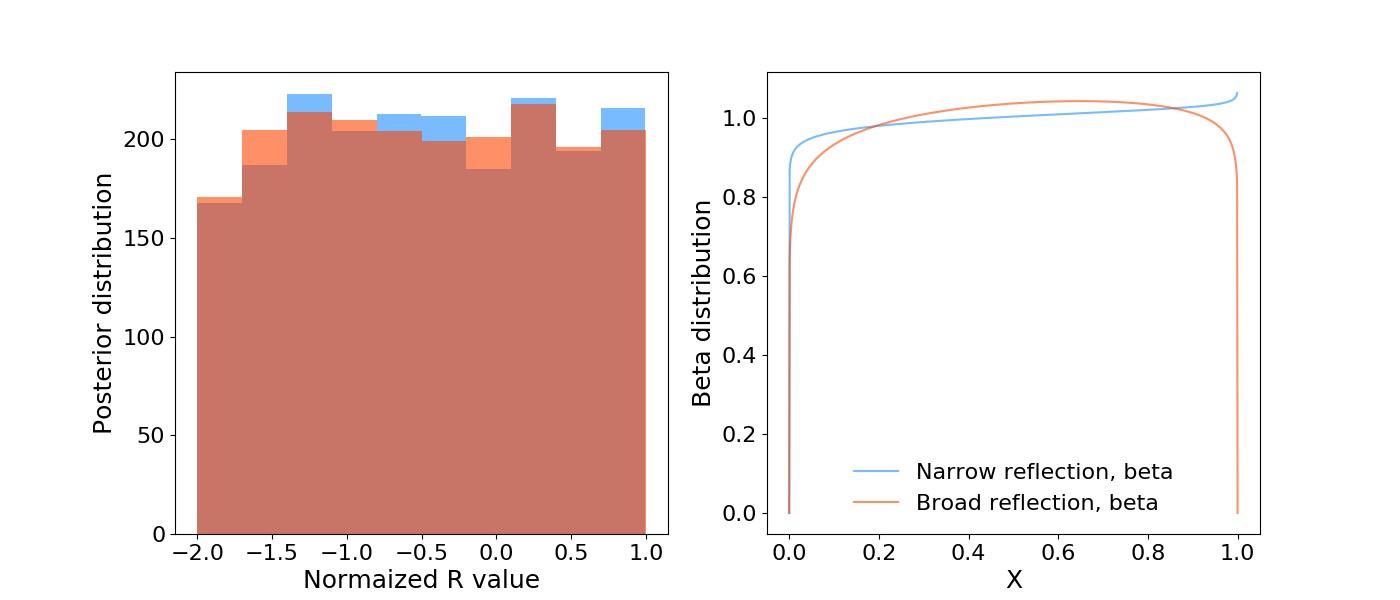 Posterior distribution
200
150
100
50
0
−2.0 −1.5 −1.0 −0.5 0.0 0.5 1.0
Normaized R value
Beta distribution
1.0
0.8
0.6
0.4
0.2
0.0
Narrow reflection, beta
Broad reflection, beta
0.0 0.2 0.4 0.6 0.8 1.0
X